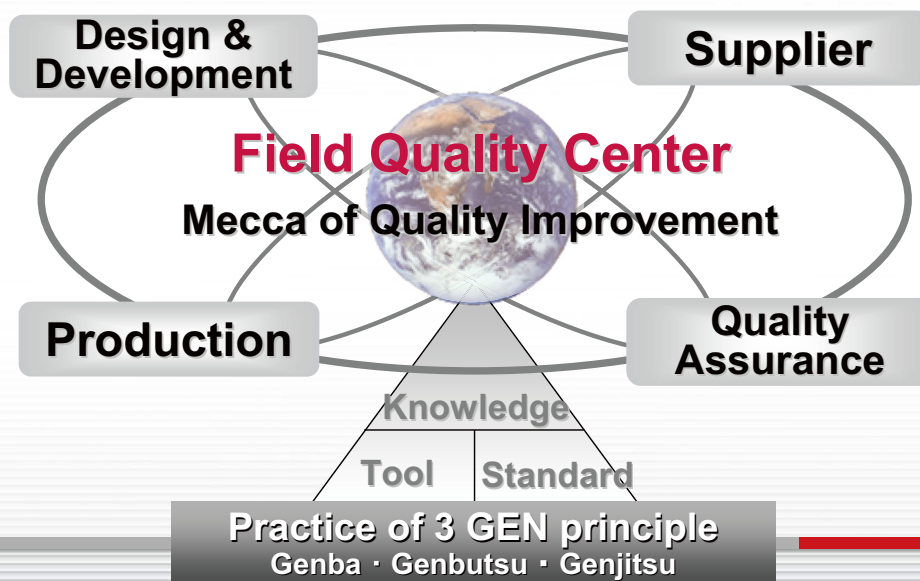 Design &
Development
Supplier
Field Quality Center
Mecca of Quality Improvement
Production
Quality
Assurance
Knowledge
Tool
Standard
Practice of 3 GEN principle
Genba · Genbutsu · Genjitsu